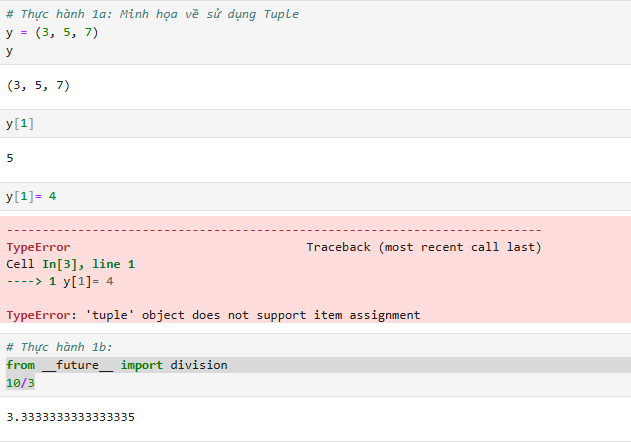 # Thực hành 1a: Minh họa về sử dụng Tuple
y = (3, 5, 7)
y
(3, 5, 7)
y[1]
5
y[1]= 4
---------------------------------------------------------------------------
TypeError                                 Traceback (most recent call last)
Cell In[3], line 1
----> 1 y[1]= 4

TypeError: 'tuple' object does not support item assignment
# Thực hành 1b:
from __future__ import division
10/3
3.3333333333333335